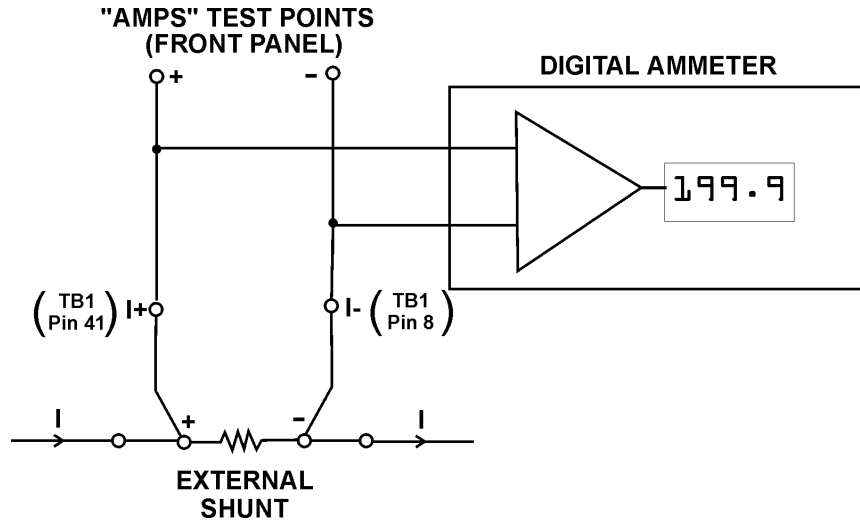 "AMPS" TEST POINTS
(FRONT PANEL)
+
-
DIGITAL AMMETER
199.9
(TB1
Pin 41) I+
I- (TB1
Pin 8)
I
+
-
I
EXTERNAL
SHUNT